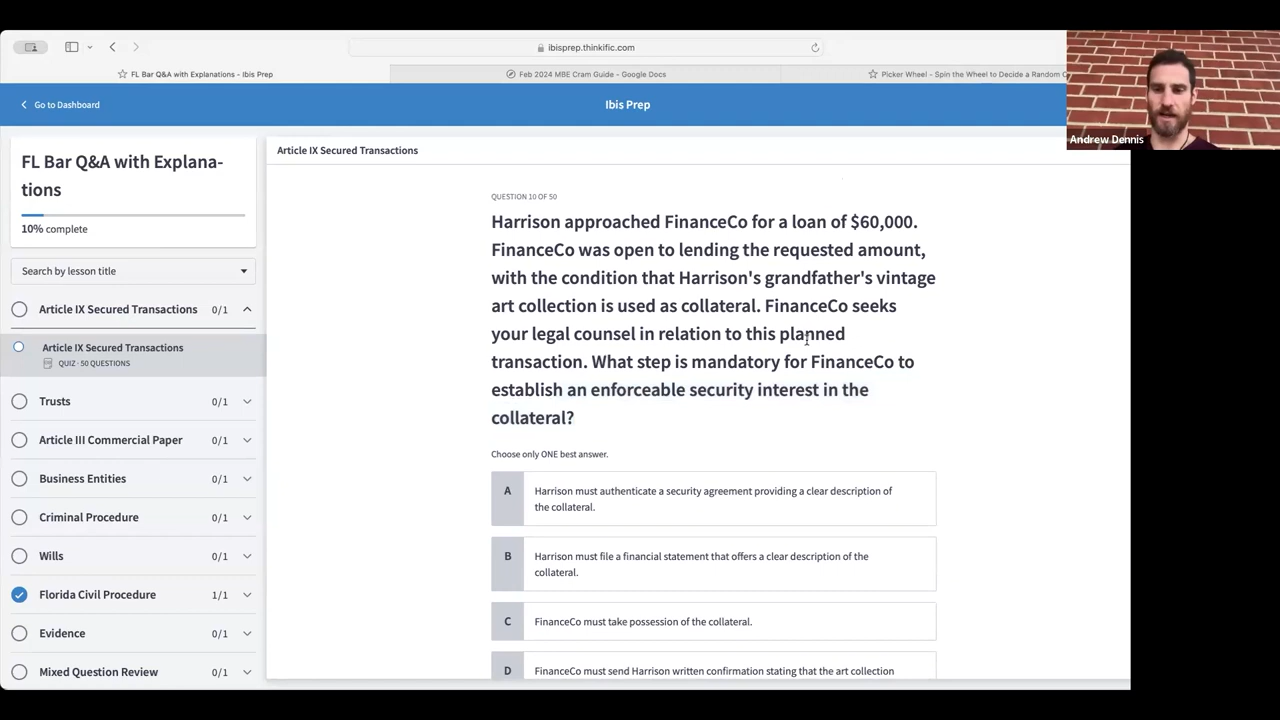 ibisprep.thinkific.com
FL Bar Q&A with Explanations - Ibis Prep
Feb 2024 MBE Cram Guide - Google Docs
Picker Wheel - Spin the Wheel to Decide a Random
Andrew Dennis
Go to Dashboard
Ibis Prep
FL Bar Q&A with Explana-
tions
10% complete
Search by lesson title
Article IX Secured Transactions 0/1
Article IX Secured Transactions
QUIZ · 50 QUESTIONS
Trusts 0/1
Article III Commercial Paper 0/1
Business Entities 0/1
Criminal Procedure 0/1
Wills 0/1
Florida Civil Procedure 1/1
Evidence 0/1
Mixed Question Review 0/1
Article IX Secured Transactions
QUESTION 10 OF 50
Harrison approached FinanceCo for a loan of $60,000.
FinanceCo was open to lending the requested amount,
with the condition that Harrison's grandfather's vintage
art collection is used as collateral. FinanceCo seeks
your legal counsel in relation to this planned
transaction. What step is mandatory for FinanceCo to
establish an enforceable security interest in the
collateral?
Choose only ONE best answer.
A Harrison must authenticate a security agreement providing a clear description of
the collateral.
B Harrison must file a financial statement that offers a clear description of the
collateral.
C FinanceCo must take possession of the collateral.
D FinanceCo must send Harrison written confirmation stating that the art collection